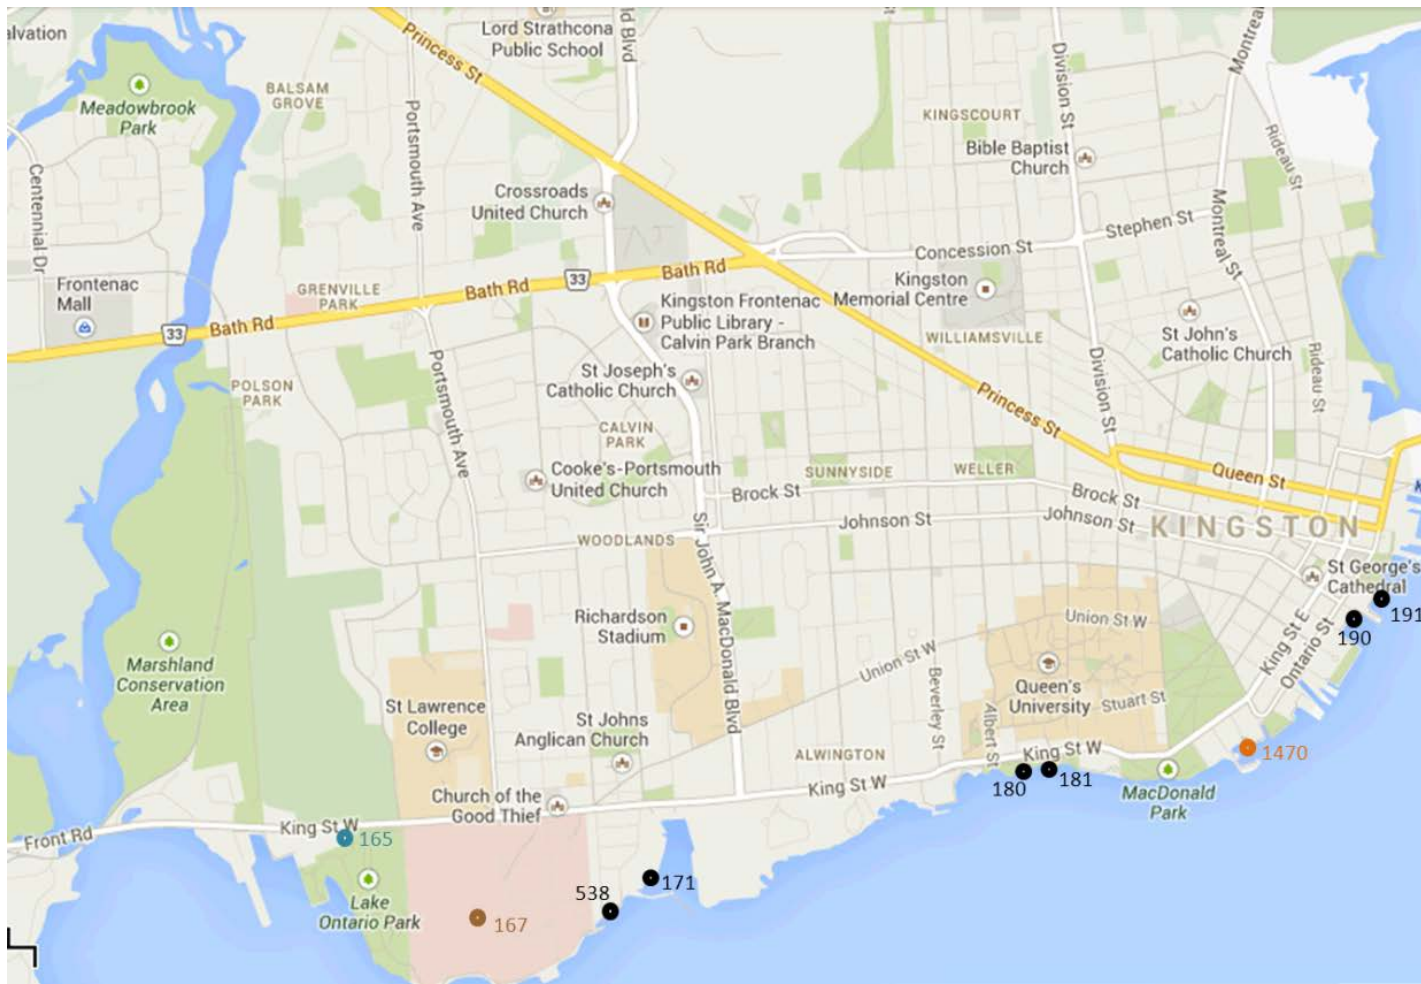 alvation
Lord Strathcona
Public School
ld Blvd
St
Princess St
Division St
Montrea
Meadowbrook
Park
BALSAM
GROVE
Portsmouth Ave
KINGSCOURT
Bible Baptist
Church
Rideau St
Centennial Dr
Crossroads
United Church
Montreal St
Stephen St
Concession St
Bath Rd
33
Bath Rd
Frontenac
Mall
GRENVILLE
PARK
33
Bath Rd
Kingston
Memorial Centre
Kingston Frontenac
Public Library -
Calvin Park Branch
St John's
Catholic Church
WILLIAMSVILLE
Rideau St
Division St
Portsmouth Ave
St Joseph's
Catholic Church
POLSON
PARK
Princess St
CALVIN
PARK
Cooke's-Portsmouth
United Church
SUNNYSIDE
WELLER
Queen St
Brock St
Brock St
Johnson St
Johnson St
KINGSTON
K
Sir John A. MacDonald Blvd
WOODLANDS
St George's
Cathedral
191
190
Richardson
Stadium
Union St W
King St E
Ontario St
Union St W
Marshland
Conservation
Area
Queen's
University
Stuart St
Beverley St
Albert St
St Lawrence
College
St Johns
Anglican Church
ALWINGTON
King St W
1470
180
181
MacDonald
Park
King St W
Church of the
Good Thief
Front Rd
King St W
165
171
538
Lake
Ontario Park
167